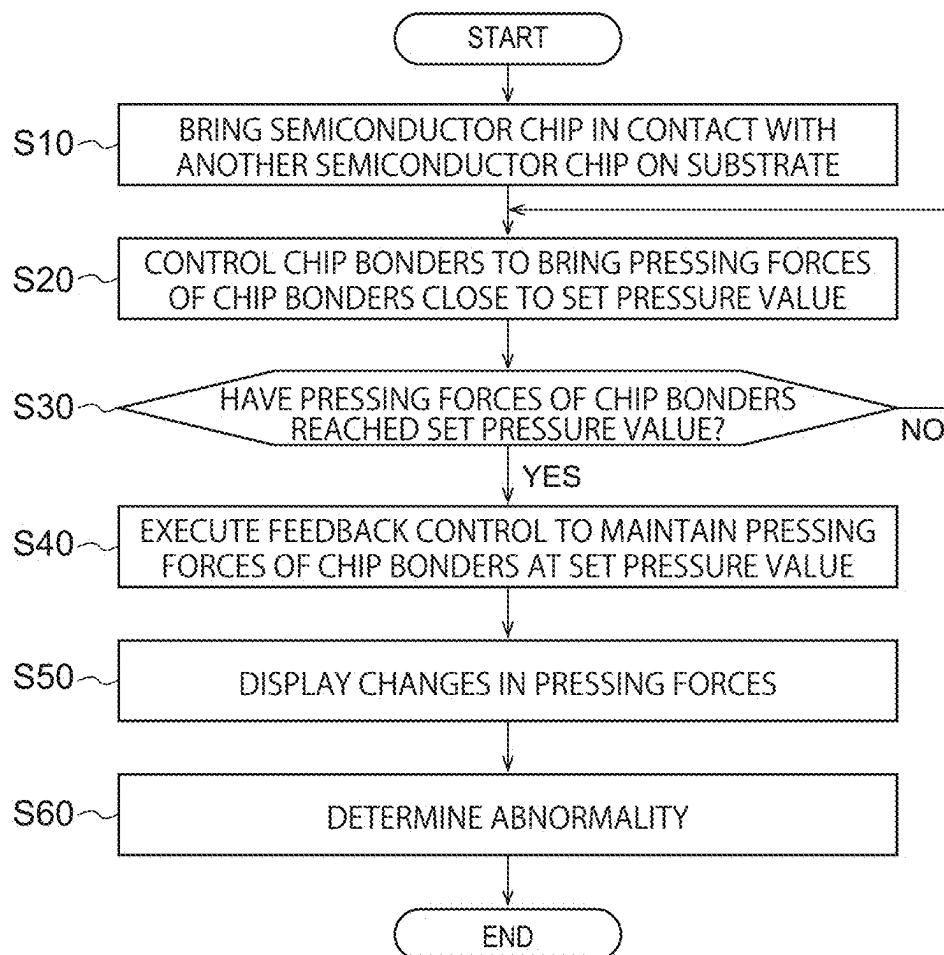 START
S10
BRING SEMICONDUCTOR CHIP IN CONTACT WITH
ANOTHER SEMICONDUCTOR CHIP ON SUBSTRATE
S20
CONTROL CHIP BONDERS TO BRING PRESSING FORCES
OF CHIP BONDERS CLOSE TO SET PRESSURE VALUE
S30
HAVE PRESSING FORCES OF CHIP BONDERS
REACHED SET PRESSURE VALUE?
NO
YES
S40
EXECUTE FEEDBACK CONTROL TO MAINTAIN PRESSING
FORCES OF CHIP BONDERS AT SET PRESSURE VALUE
S50
DISPLAY CHANGES IN PRESSING FORCES
S60
DETERMINE ABNORMALITY
END